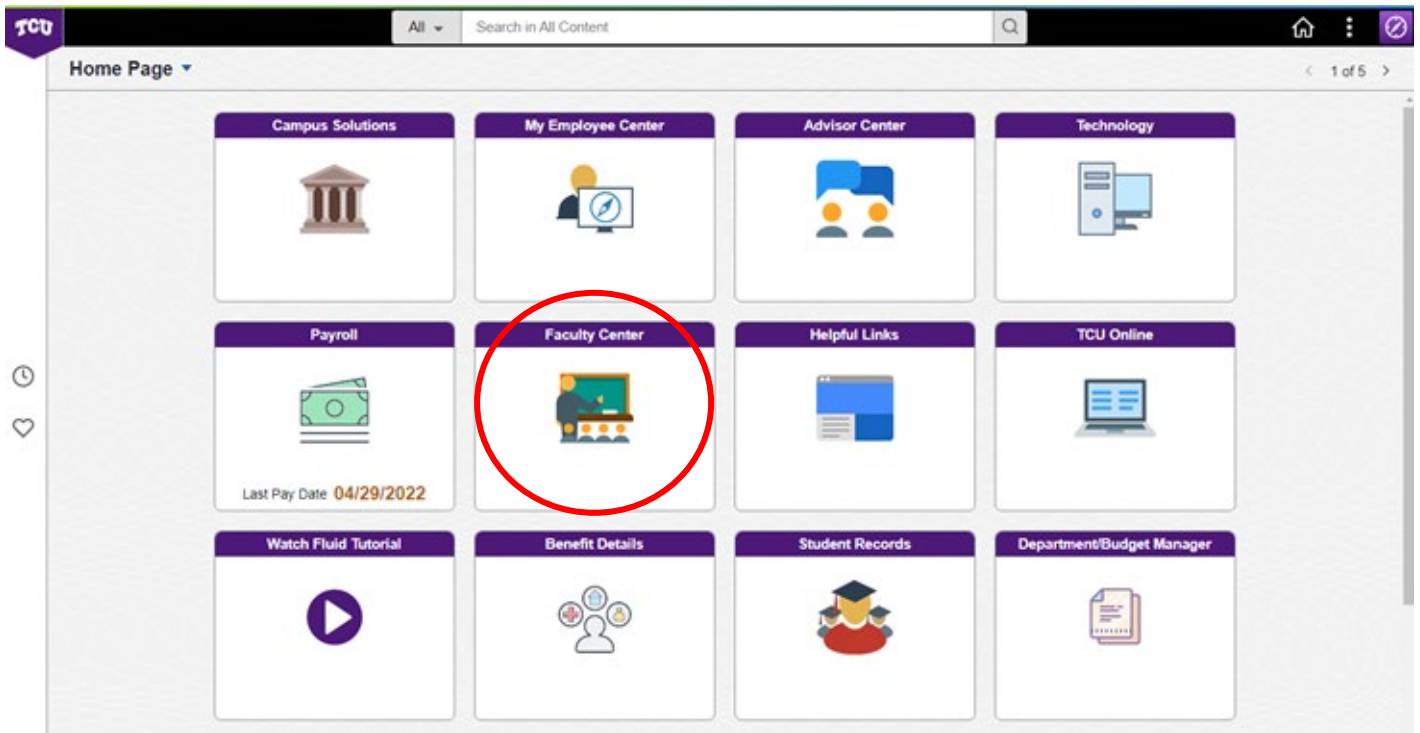 TCU
All
Search in All Content
Home Page
1 of 5
Campus Solutions
My Employee Center
Advisor Center
Technology
Payroll
Faculty Center
Helpful Links
TCU Online
Last Pay Date 04/29/2022
Watch Fluid Tutorial
Benefit Details
Student Records
Department/Budget Manager